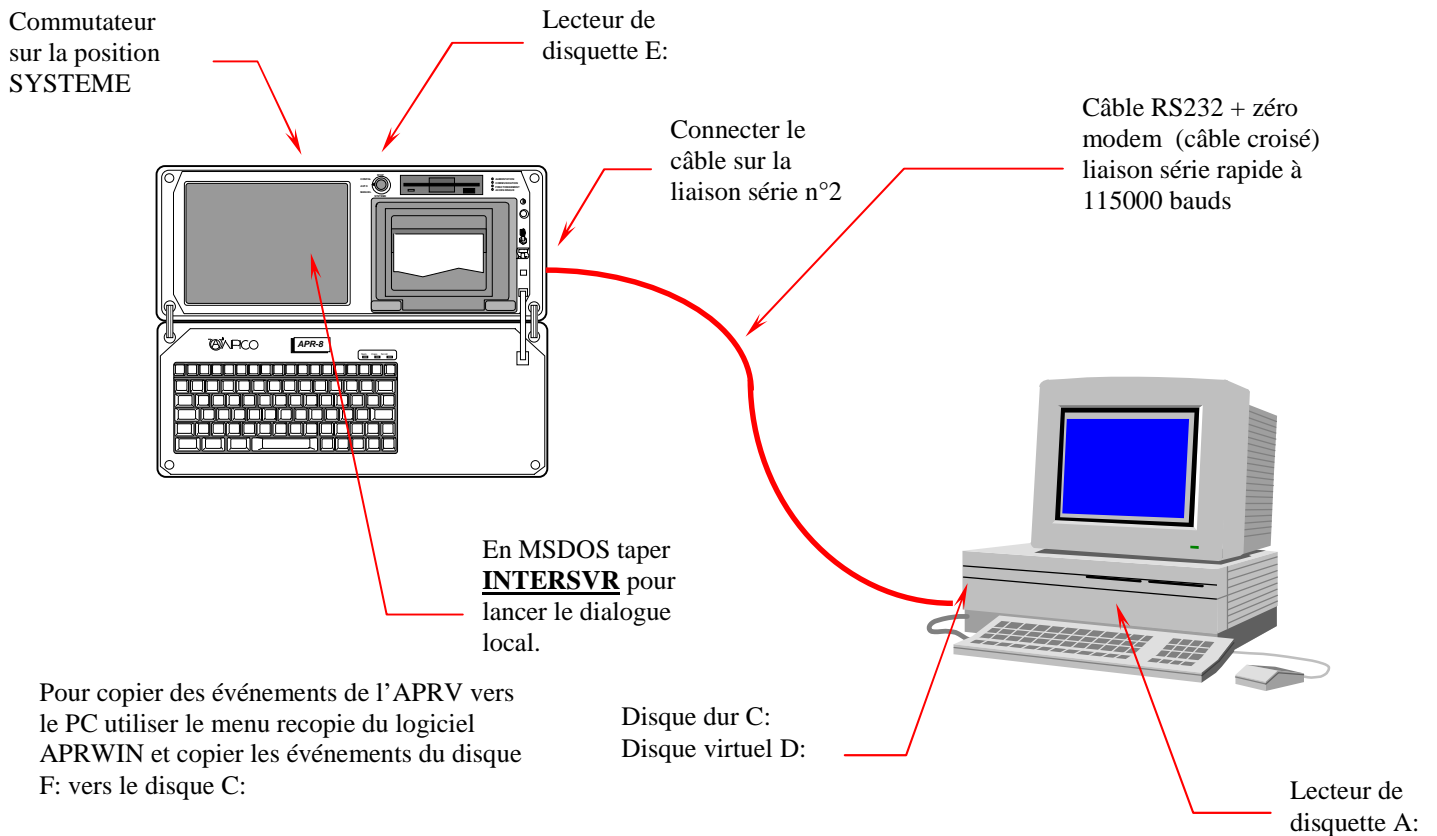 Commutateur
sur la position
SYSTEME
Lecteur de
disquette E:
Connecter le
câble sur la
liaison série n°2
Câble RS232 + zéro
modem (câble croisé)
liaison série rapide à
115000 bauds
APR-8
En MSDOS taper
INTERSVR pour
lancer le dialogue
local.
Pour copier des événements de l'APRV vers
le PC utiliser le menu recopie du logiciel
APRWIN et copier les événements du disque
F: vers le disque C:
Disque dur C:
Disque virtuel D:
Lecteur de
disquette A: